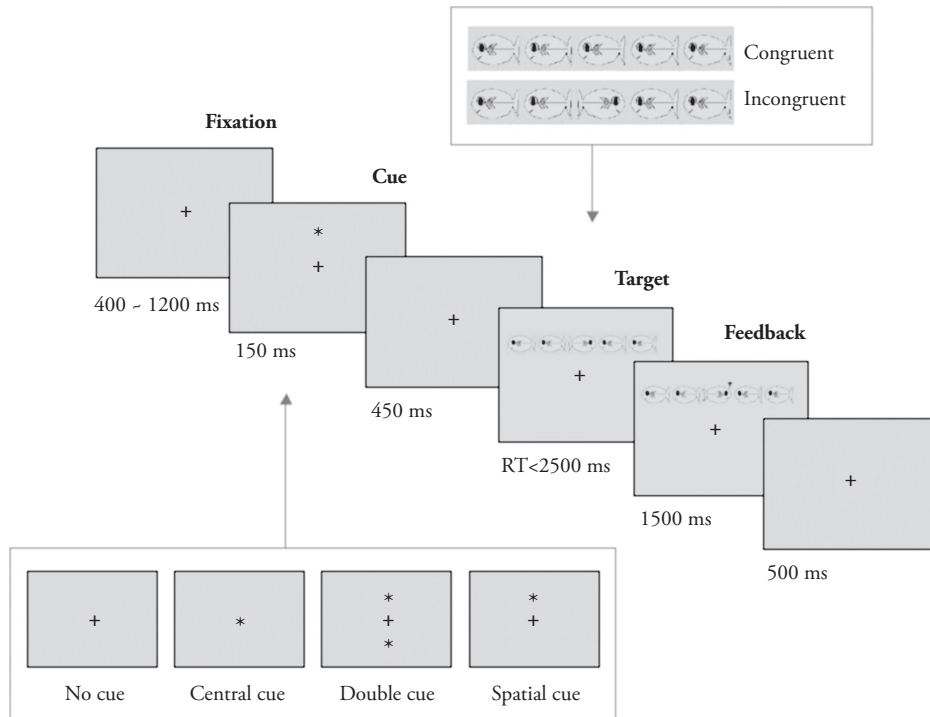 Congruent
Incongruent
Fixation
+
400 ~ 1200 ms
Cue
*
+
150 ms
+
450 ms
Target
+
RT<2500 ms
Feedback
+
1500 ms
+
500 ms
+
*
*
+
*
*
+
No cue
Central cue
Double cue
Spatial cue